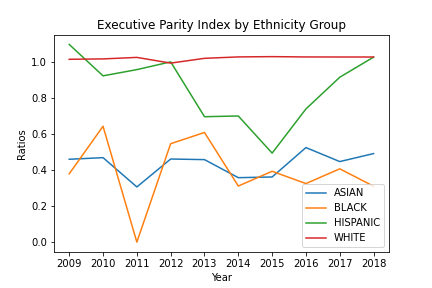 Executive Parity Index by Ethnicity Group
Ratios
1.0
0.8
0.6
0.4
0.2
0.0
ASIAN
BLACK
HISPANIC
WHITE
2009 2010 2011 2012 2013 2014 2015 2016 2017 2018
Year